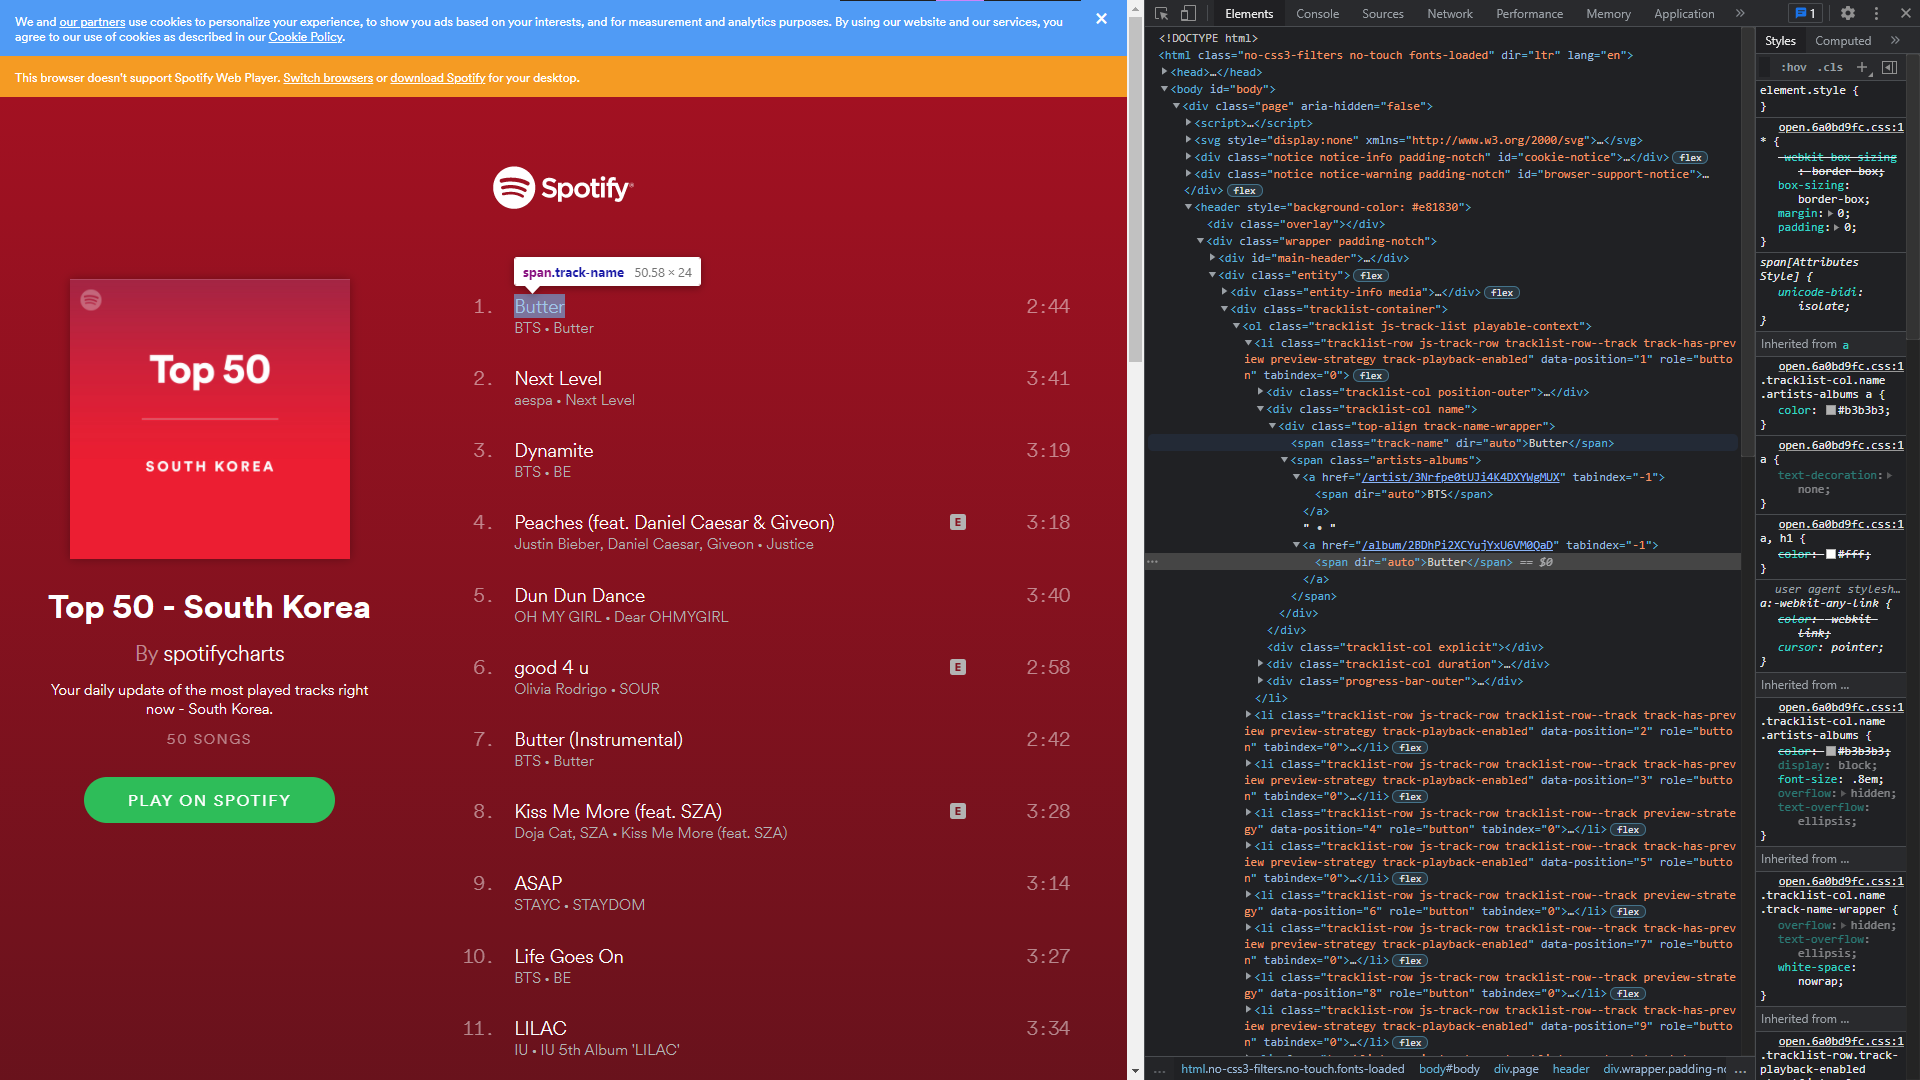 We and our partners use cookies to personalize your experience, to show you ads based on your interests, and for measurement and analytics purposes. By using our website and our services, you
agree to our use of cookies as described in our Cookie Policy.
This browser doesn't support Spotify Web Player. Switch browsers or download Spotify for your desktop.
Spotify
span.track-name 50.58 × 24
Top 50
SOUTH KOREA
Top 50 - South Korea
By spotifycharts
Your daily update of the most played tracks right
now - South Korea.
50 SONGS
PLAY ON SPOTIFY
1. Butter 2:44
BTS • Butter
2. Next Level 3:41
aespa • Next Level
3. Dynamite 3:19
BTS • BE
4. Peaches (feat. Daniel Caesar & Giveon) E 3:18
Justin Bieber, Daniel Caesar, Giveon • Justice
5. Dun Dun Dance 3:40
OH MY GIRL • Dear OHMYGIRL
6. good 4 u E 2:58
Olivia Rodrigo • SOUR
7. Butter (Instrumental) 2:42
BTS • Butter
8. Kiss Me More (feat. SZA) E 3:28
Doja Cat, SZA • Kiss Me More (feat. SZA)
9. ASAP 3:14
STAYC • STAYDOM
10. Life Goes On 3:27
BTS • BE
11. LILAC 3:34
IU • IU 5th Album 'LILAC'
Elements Console Sources Network Performance Memory Application » 1
<!DOCTYPE html>
<html class="no-css3-filters no-touch fonts-loaded" dir="ltr" lang="en">
<head>…</head>
<body id="body">
<div class="page" aria-hidden="false">
<script>…</script>
<svg style="display:none" xmlns="http://www.w3.org/2000/svg">…</svg>
<div class="notice notice-info padding-notch" id="cookie-notice">…</div> flex
<div class="notice notice-warning padding-notch" id="browser-support-notice">…
</div> flex
<header style="background-color: #e81830">
<div class="overlay"></div>
<div class="wrapper padding-notch">
<div id="main-header">…</div>
<div class="entity"> flex
<div class="entity-info media">…</div> flex
<div class="tracklist-container">
<ol class="tracklist js-track-list playable-context">
<li class="tracklist-row js-track-row tracklist-row--track track-has-prev
iew preview-strategy track-playback-enabled" data-position="1" role="butto
n" tabindex="0"> flex
<div class="tracklist-col position-outer">…</div>
<div class="tracklist-col name">
<div class="top-align track-name-wrapper">
<span class="track-name" dir="auto">Butter</span>
<span class="artists-albums">
<a href="/artist/3Nrfpe0tUJi4K4DXYWgMUX" tabindex="-1">
<span dir="auto">BTS</span>
</a>
" • "
<a href="/album/2BDhPi2XCYujYxU6VM0QaD" tabindex="-1">
… <span dir="auto">Butter</span> == $0
</a>
</span>
</div>
</div>
<div class="tracklist-col explicit"></div>
<div class="tracklist-col duration">…</div>
<div class="progress-bar-outer">…</div>
</li>
<li class="tracklist-row js-track-row tracklist-row--track track-has-prev
iew preview-strategy track-playback-enabled" data-position="2" role="butto
n" tabindex="0">…</li> flex
<li class="tracklist-row js-track-row tracklist-row--track track-has-prev
iew preview-strategy track-playback-enabled" data-position="3" role="butto
n" tabindex="0">…</li> flex
<li class="tracklist-row js-track-row tracklist-row--track preview-strate
gy" data-position="4" role="button" tabindex="0">…</li> flex
<li class="tracklist-row js-track-row tracklist-row--track track-has-prev
iew preview-strategy track-playback-enabled" data-position="5" role="butto
n" tabindex="0">…</li> flex
<li class="tracklist-row js-track-row tracklist-row--track preview-strate
gy" data-position="6" role="button" tabindex="0">…</li> flex
<li class="tracklist-row js-track-row tracklist-row--track track-has-prev
iew preview-strategy track-playback-enabled" data-position="7" role="butto
n" tabindex="0">…</li> flex
<li class="tracklist-row js-track-row tracklist-row--track preview-strate
gy" data-position="8" role="button" tabindex="0">…</li> flex
<li class="tracklist-row js-track-row tracklist-row--track track-has-prev
iew preview-strategy track-playback-enabled" data-position="9" role="butto
n" tabindex="0">…</li> flex
… html.no-css3-filters.no-touch.fonts-loaded body#body div.page header div.wrapper.padding-no …
Styles Computed »
:hov .cls +
element.style {
}
open.6a0bd9fc.css:1
* {
-webkit-box-sizing
: border-box;
box-sizing:
border-box;
margin: 0;
padding: 0;
}
span[Attributes
Style] {
unicode-bidi:
isolate;
}
Inherited from a
open.6a0bd9fc.css:1
.tracklist-col.name
.artists-albums a {
color: #b3b3b3;
}
open.6a0bd9fc.css:1
a {
text-decoration:
none;
}
open.6a0bd9fc.css:1
a, h1 {
color: #fff;
}
user agent stylesh…
a:-webkit-any-link {
color: -webkit-
link;
cursor: pointer;
}
Inherited from …
open.6a0bd9fc.css:1
.tracklist-col.name
.artists-albums {
color: #b3b3b3;
display: block;
font-size: .8em;
overflow: hidden;
text-overflow:
ellipsis;
}
Inherited from …
open.6a0bd9fc.css:1
.tracklist-col.name
.track-name-wrapper {
overflow: hidden;
text-overflow:
ellipsis;
white-space:
nowrap;
}
Inherited from …
open.6a0bd9fc.css:1
.tracklist-row.track-
playback-enabled